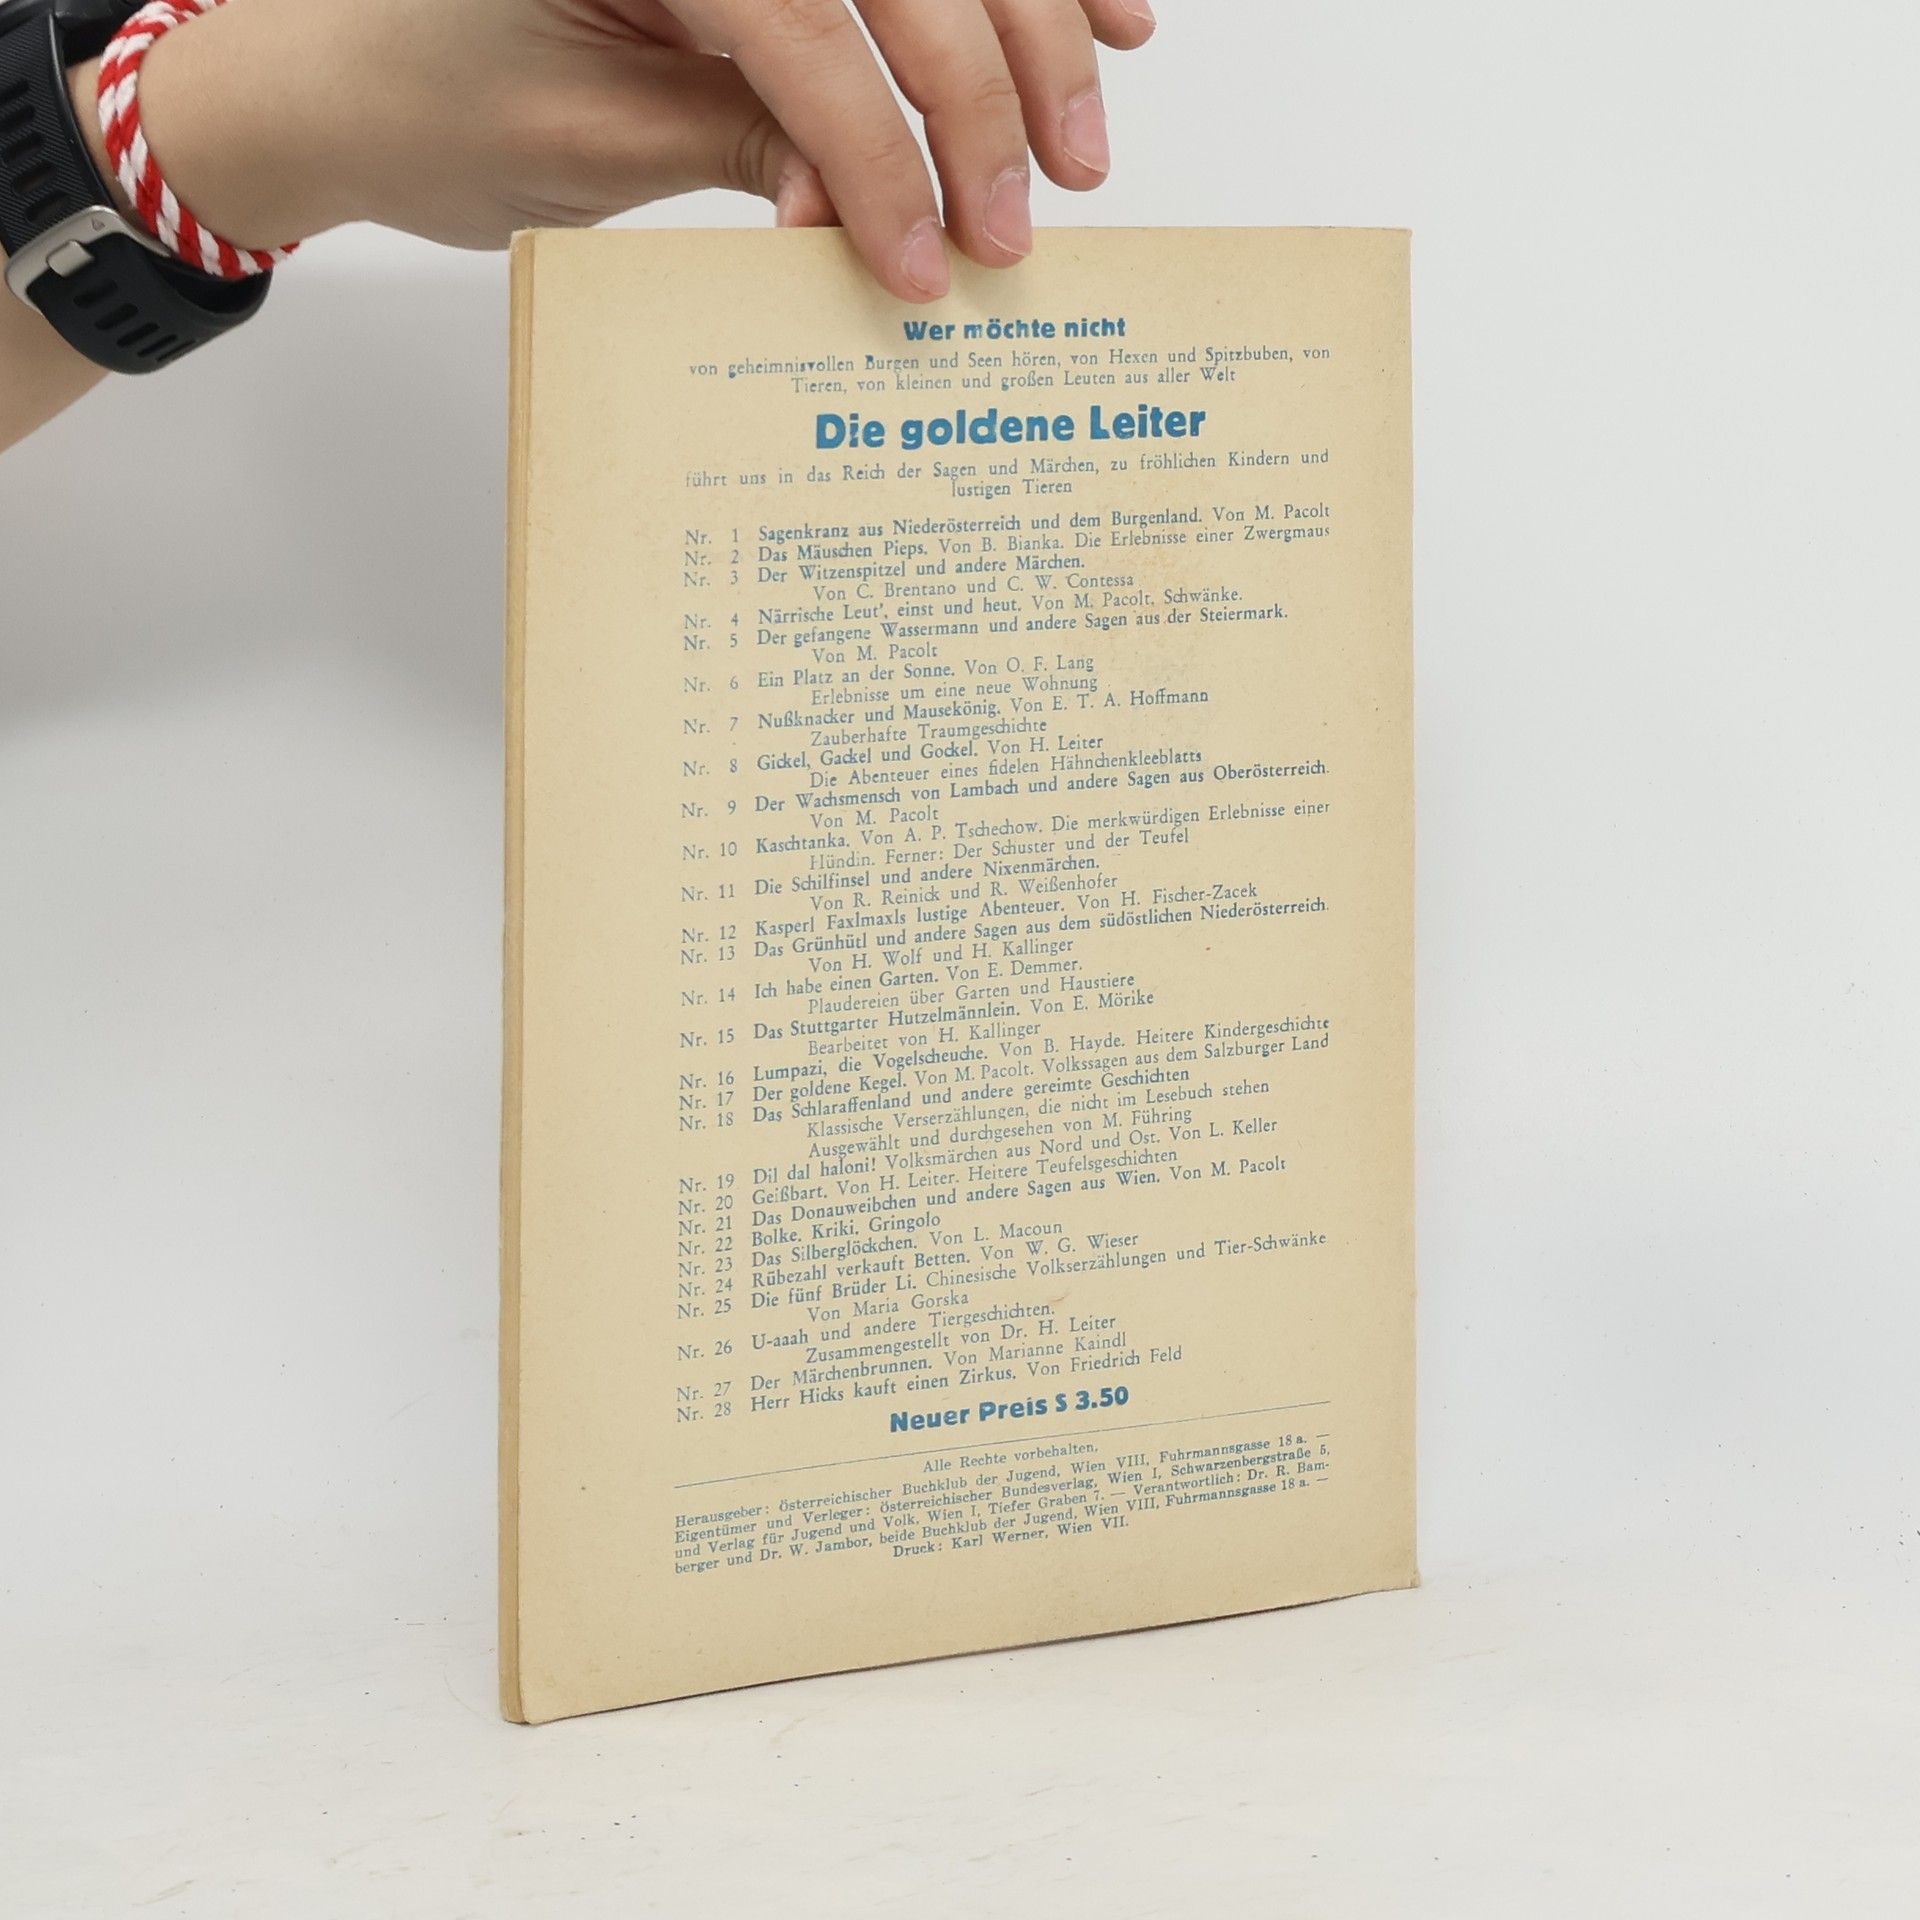 Wer möchte nicht
von geheimnisvollen Burgen und Seen hören, von Hexen und Spitzbuben, von
Tieren, von kleinen und großen Leuten aus aller Welt
Die goldene Leiter
führt uns in das Reich der Sagen und Märchen, zu fröhlichen Kindern und
lustigen Tieren
Nr. 1 Sagenkranz aus Niederösterreich und dem Burgenland. Von M. Pacolt
Nr. 2 Das Mäuschen Pieps. Von B. Bianka. Die Erlebnisse einer Zwergmaus
Nr. 3 Der Witzenspitzel und andere Märchen.
Von C. Brentano und C. W. Contessa
Nr. 4 Närrische Leut', einst und heut. Von M. Pacolt. Schwänke.
Nr. 5 Der gefangene Wassermann und andere Sagen aus der Steiermark.
Von M. Pacolt
Nr. 6 Ein Platz an der Sonne. Von O. F. Lang
Erlebnisse um eine neue Wohnung
Nr. 7 Nußknacker und Mausekönig. Von E. T. A. Hoffmann
Zauberhafte Traumgeschichte
Nr. 8 Gickel, Gackel und Gockel. Von H. Leiter
Die Abenteuer eines fidelen Hähnchenkleeblatts
Nr. 9 Der Wachsmensch von Lambach und andere Sagen aus Oberösterreich.
Von M. Pacolt
Nr. 10 Kaschtanka. Von A. P. Tschechow. Die merkwürdigen Erlebnisse einer
Hündin. Ferner: Der Schuster und der Teufel
Nr. 11 Die Schilfinsel und andere Nixenmärchen.
Von R. Reinick und R. Weißenhofer
Nr. 12 Kasperl Faxlmaxls lustige Abenteuer. Von H. Fischer-Zacek
Nr. 13 Das Grünhütl und andere Sagen aus dem südöstlichen Niederösterreich.
Von H. Wolf und H. Kallinger
Nr. 14 Ich habe einen Garten. Von E. Demmer.
Plaudereien über Garten und Haustiere
Nr. 15 Das Stuttgarter Hutzelmännlein. Von E. Mörike
Bearbeitet von H. Kallinger
Nr. 16 Lumpazi, die Vogelscheuche. Von B. Hayde. Heitere Kindergeschichte
Nr. 17 Der goldene Kegel. Von M. Pacolt. Volkssagen aus dem Salzburger Land
Nr. 18 Das Schlaraffenland und andere gereimte Geschichten
Klassische Verserzählungen, die nicht im Lesebuch stehen
Ausgewählt und durchgesehen von M. Führing
Nr. 19 Dil dal haloni! Volksmärchen aus Nord und Ost. Von L. Keller
Nr. 20 Geißbart. Von H. Leiter. Heitere Teufelsgeschichten
Nr. 21 Das Donauweibchen und andere Sagen aus Wien. Von M. Pacolt
Nr. 22 Bolke, Kriki, Gringolo
Nr. 23 Das Silberglöckchen. Von L. Macoun
Nr. 24 Rübezahl verkauft Betten. Von W. G. Wieser
Nr. 25 Die fünf Brüder Li. Chinesische Volkserzählungen und Tier-Schwänke
Von Maria Gorska
Nr. 26 U-aaah und andere Tiergeschichten.
Zusammengestellt von Dr. H. Leiter
Nr. 27 Der Märchenbrunnen. Von Marianne Kaindl
Nr. 28 Herr Hicks kauft einen Zirkus. Von Friedrich Feld
Neuer Preis S 3.50
Alle Rechte vorbehalten.
Herausgeber: Österreichischer Buchklub der Jugend, Wien VIII, Fuhrmannsgasse 18 a. —
Eigentümer und Verleger: Österreichischer Bundesverlag, Wien I, Schwarzenbergstraße 5,
und Verlag für Jugend und Volk, Wien I, Tiefer Graben 7. — Verantwortlich: Dr. R. Bam-
berger und Dr. W. Jambor, beide Buchklub der Jugend, Wien VIII, Fuhrmannsgasse 18 a. —
Druck: Karl Werner, Wien VII.